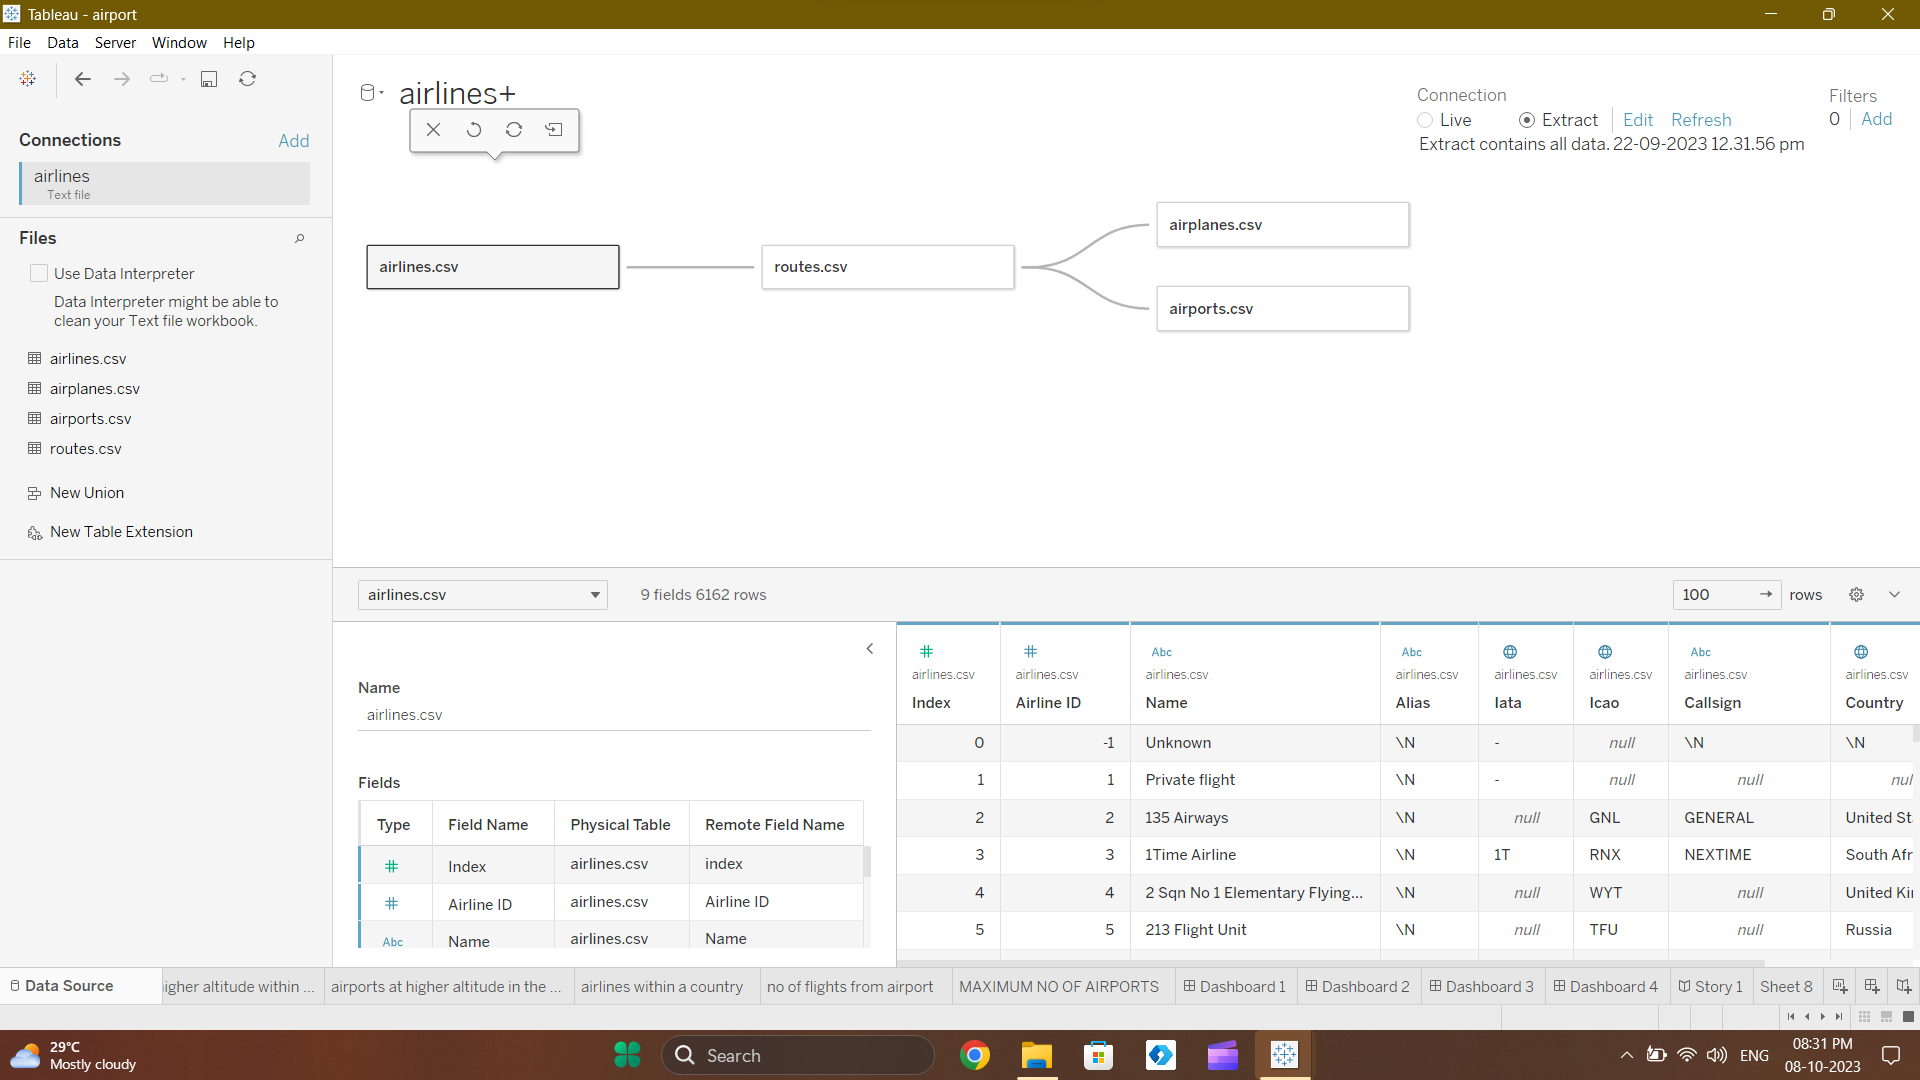 Tableau - airport
File Data Server Window Help
airlines+
Connections Add
airlines
Text file
Files
Use Data Interpreter
Data Interpreter might be able to
clean your Text file workbook.
airlines.csv
airplanes.csv
airports.csv
routes.csv
New Union
New Table Extension
Connection
Live Extract Edit Refresh
Extract contains all data. 22-09-2023 12.31.56 pm
Filters
0 Add
airlines.csv
routes.csv
airplanes.csv
airports.csv
airlines.csv 9 fields 6162 rows 100 rows
Name
airlines.csv
Fields
Type Field Name Physical Table Remote Field Name
Index airlines.csv index
Airline ID airlines.csv Airline ID
Abc Name airlines.csv Name
Abc Abc Abc
airlines.csv airlines.csv airlines.csv airlines.csv airlines.csv airlines.csv airlines.csv airlines.csv
Index Airline ID Name Alias Iata Icao Callsign Country
0 -1 Unknown \N - null \N \N
1 1 Private flight \N - null null nul
2 2 135 Airways \N null GNL GENERAL United St
3 3 1Time Airline \N 1T RNX NEXTIME South Afr
4 4 2 Sqn No 1 Elementary Flying... \N null WYT null United Kin
5 5 213 Flight Unit \N null TFU null Russia
Data Source igher altitude within ... airports at higher altitude in the ... airlines within a country no of flights from airport MAXIMUM NO OF AIRPORTS Dashboard 1 Dashboard 2 Dashboard 3 Dashboard 4 Story 1 Sheet 8
29°C
Mostly cloudy
Search
ENG
08:31 PM
08-10-2023